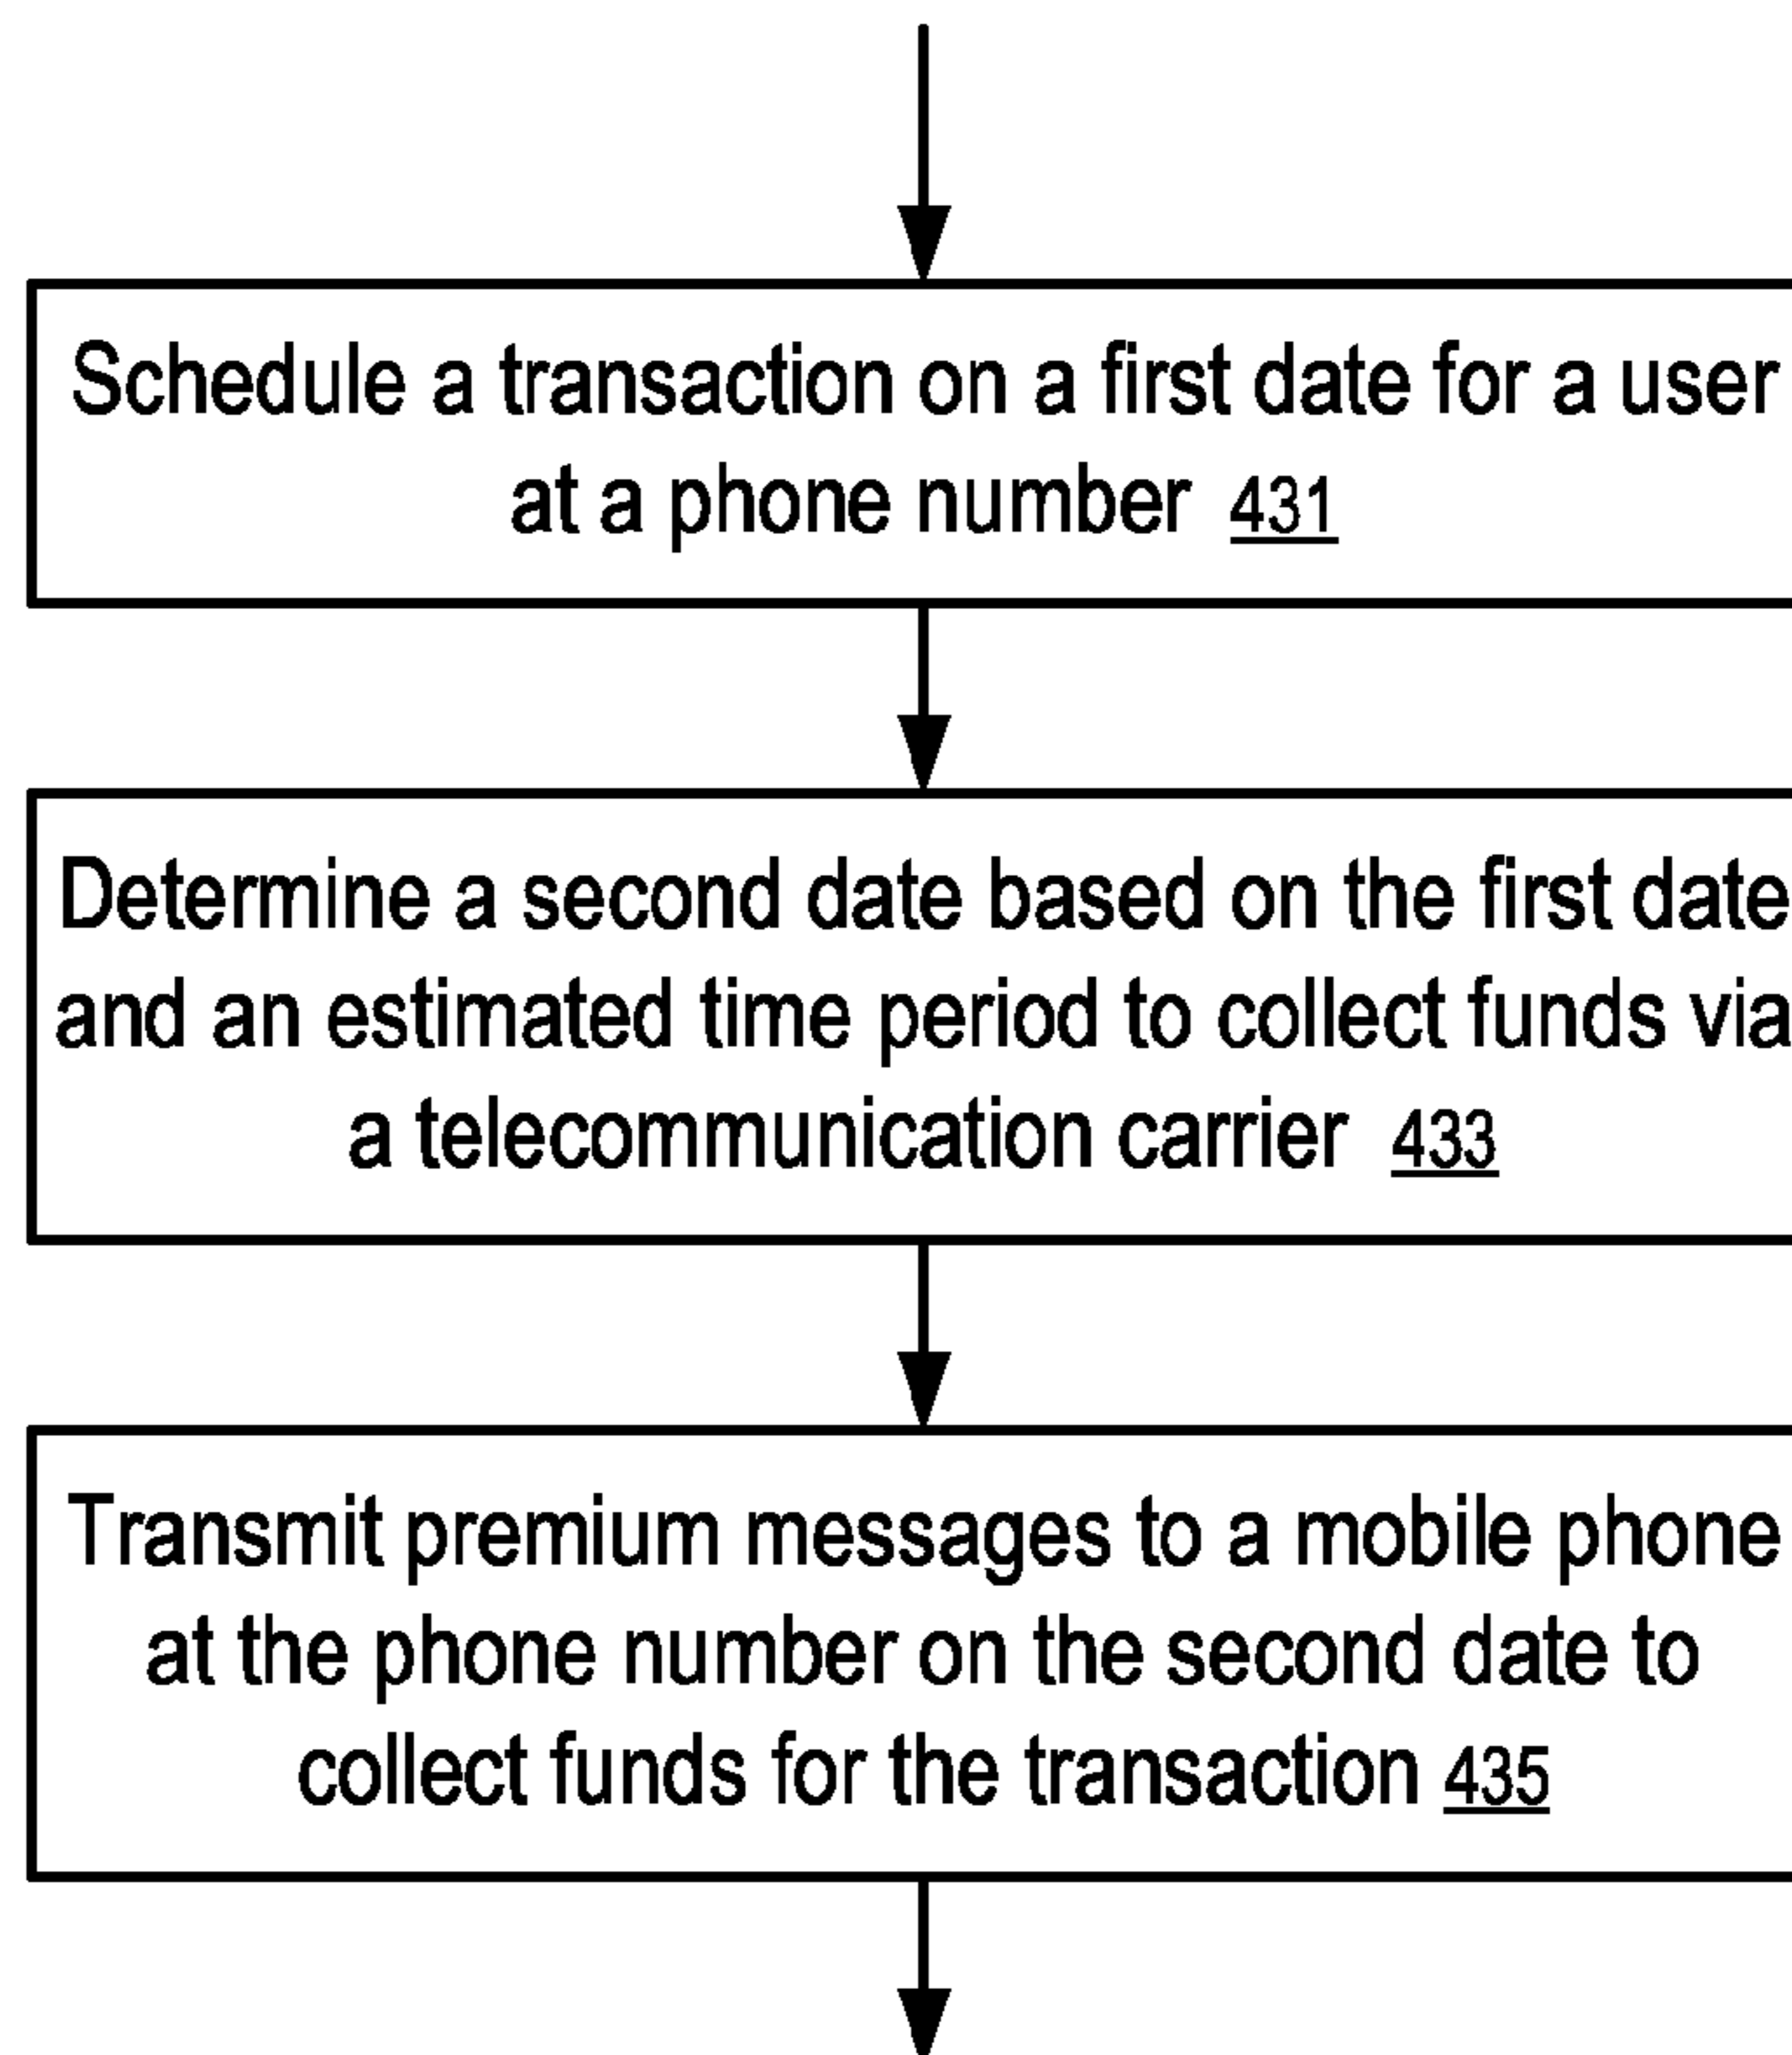 Schedule a transaction on a first date for a user
at a phone number 431
Determine a second date based on the first date
and an estimated time period to collect funds via
a telecommunication carrier 433
Transmit premium messages to a mobile phone
at the phone number on the second date to
collect funds for the transaction 435